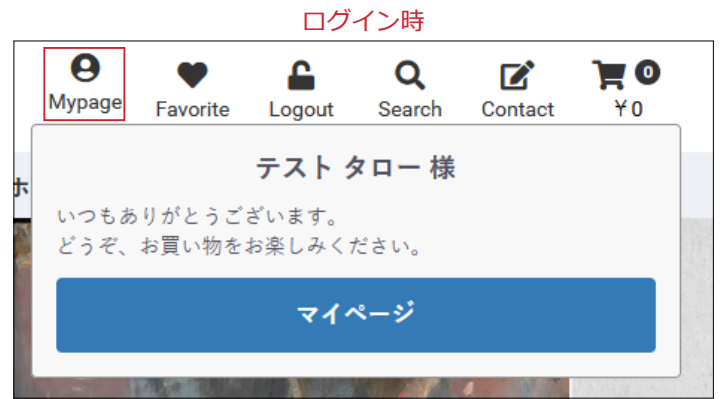 ログイン時
Mypage
Favorite
Logout
Search
Contact
0
¥0
ホ
テスト タロー 様
いつもありがとうございます。
どうぞ、お買い物をお楽しみください。
マイページ